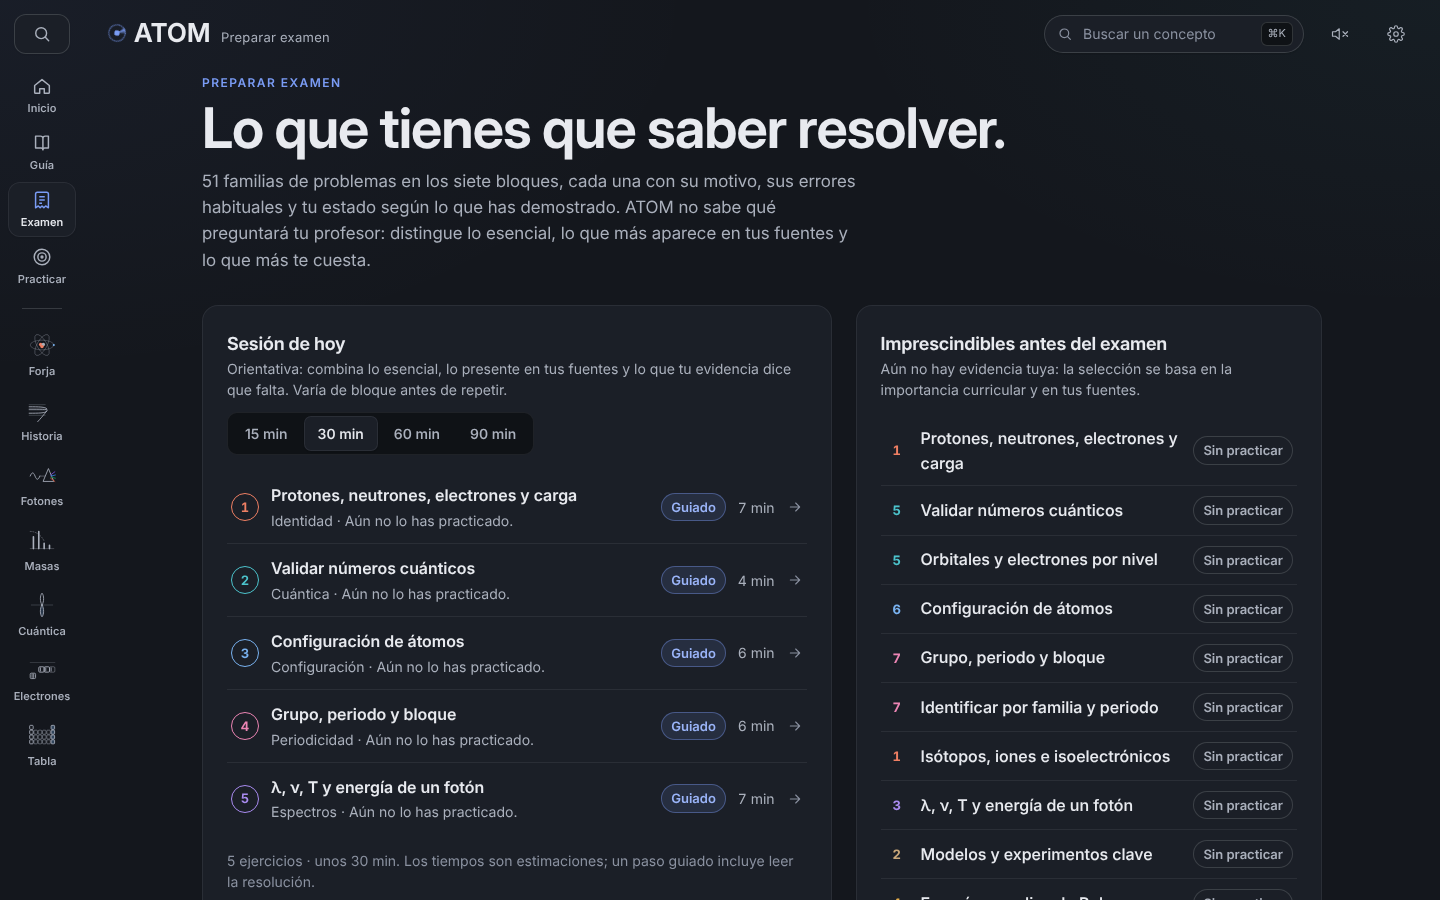 ATOM
Preparar examen
Buscar un concepto
⌘K
Inicio
Guía
Examen
Practicar
Forja
Historia
Fotones
Masas
Cuántica
Electrones
Tabla
PREPARAR EXAMEN
Lo que tienes que saber resolver.
51 familias de problemas en los siete bloques, cada una con su motivo, sus errores
habituales y tu estado según lo que has demostrado. ATOM no sabe qué
preguntará tu profesor: distingue lo esencial, lo que más aparece en tus fuentes y
lo que más te cuesta.
Sesión de hoy
Orientativa: combina lo esencial, lo presente en tus fuentes y lo que tu evidencia dice
que falta. Varía de bloque antes de repetir.
15 min 30 min 60 min 90 min
1 Protones, neutrones, electrones y carga
Identidad · Aún no lo has practicado.
Guiado 7 min →
2 Validar números cuánticos
Cuántica · Aún no lo has practicado.
Guiado 4 min →
3 Configuración de átomos
Configuración · Aún no lo has practicado.
Guiado 6 min →
4 Grupo, periodo y bloque
Periodicidad · Aún no lo has practicado.
Guiado 6 min →
5 λ, ν, T y energía de un fotón
Espectros · Aún no lo has practicado.
Guiado 7 min →
5 ejercicios · unos 30 min. Los tiempos son estimaciones; un paso guiado incluye leer
la resolución.
Imprescindibles antes del examen
Aún no hay evidencia tuya: la selección se basa en la
importancia curricular y en tus fuentes.
1 Protones, neutrones, electrones y
carga
Sin practicar
5 Validar números cuánticos Sin practicar
5 Orbitales y electrones por nivel Sin practicar
6 Configuración de átomos Sin practicar
7 Grupo, periodo y bloque Sin practicar
7 Identificar por familia y periodo Sin practicar
1 Isótopos, iones e isoelectrónicos Sin practicar
3 λ, ν, T y energía de un fotón Sin practicar
2 Modelos y experimentos clave Sin practicar